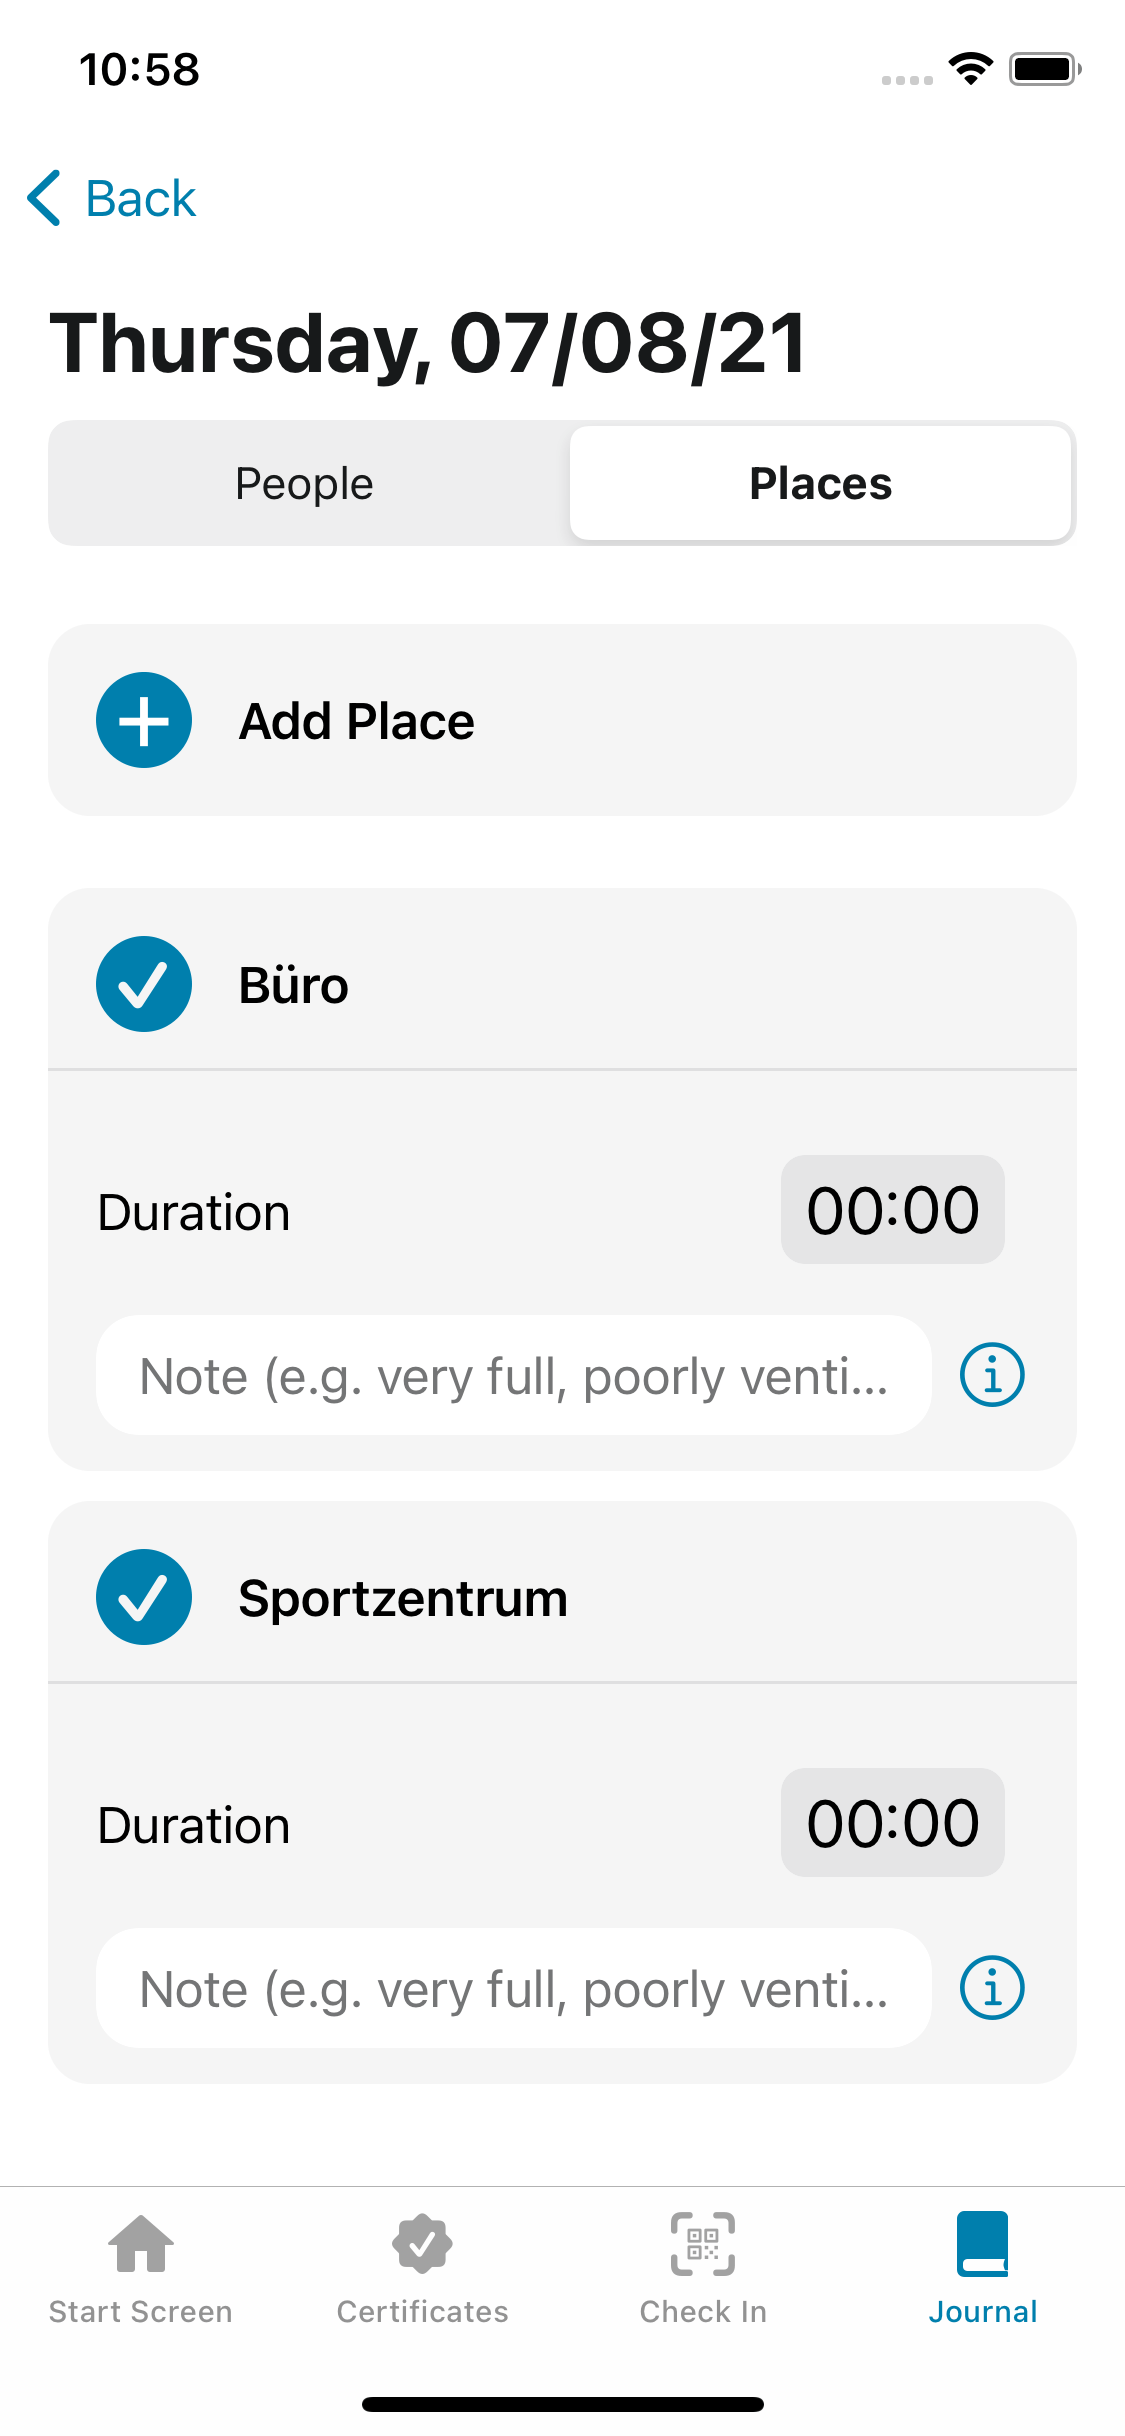 10:58
Back
Thursday, 07/08/21
People
Places
Add Place
Büro
Duration
00:00
Note (e.g. very full, poorly venti...
Sportzentrum
Duration
00:00
Note (e.g. very full, poorly venti...
Start Screen
Certificates
Check In
Journal